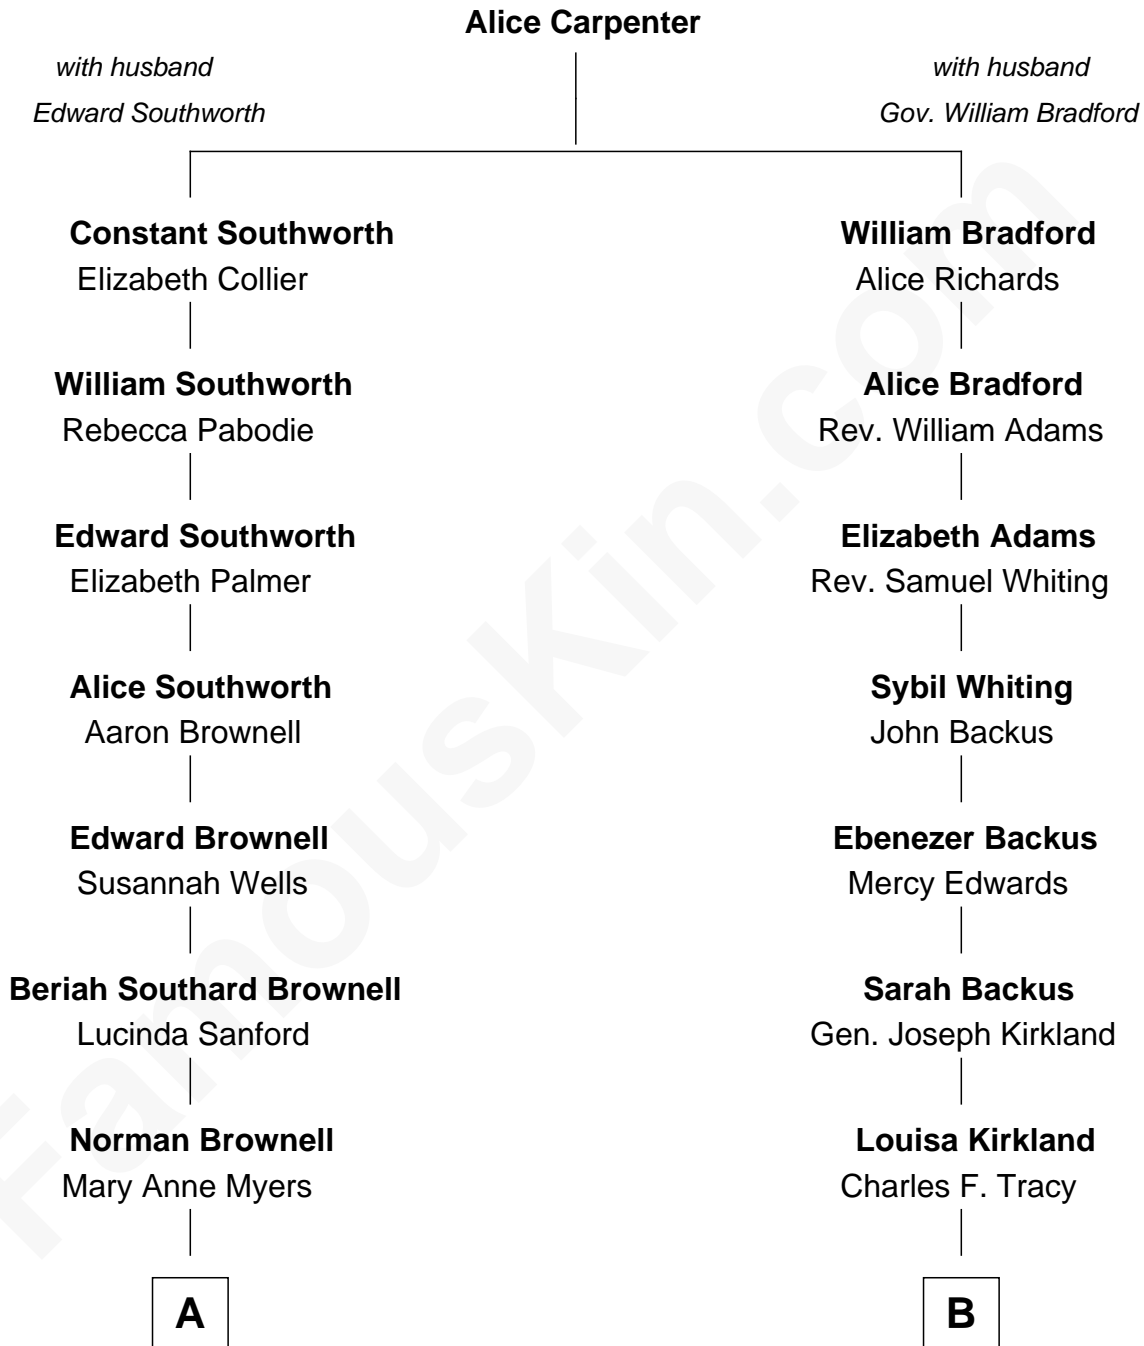 Alice Carpenter
with husband
Edward Southworth
with husband
Gov. William Bradford
Constant Southworth
Elizabeth Collier
William Bradford
Alice Richards
William Southworth
Rebecca Pabodie
Alice Bradford
Rev. William Adams
Edward Southworth
Elizabeth Palmer
Elizabeth Adams
Rev. Samuel Whiting
Alice Southworth
Aaron Brownell
Sybil Whiting
John Backus
Edward Brownell
Susannah Wells
Ebenezer Backus
Mercy Edwards
Beriah Southard Brownell
Lucinda Sanford
Sarah Backus
Gen. Joseph Kirkland
Norman Brownell
Mary Anne Myers
Louisa Kirkland
Charles F. Tracy
A
B
FamousKin.com